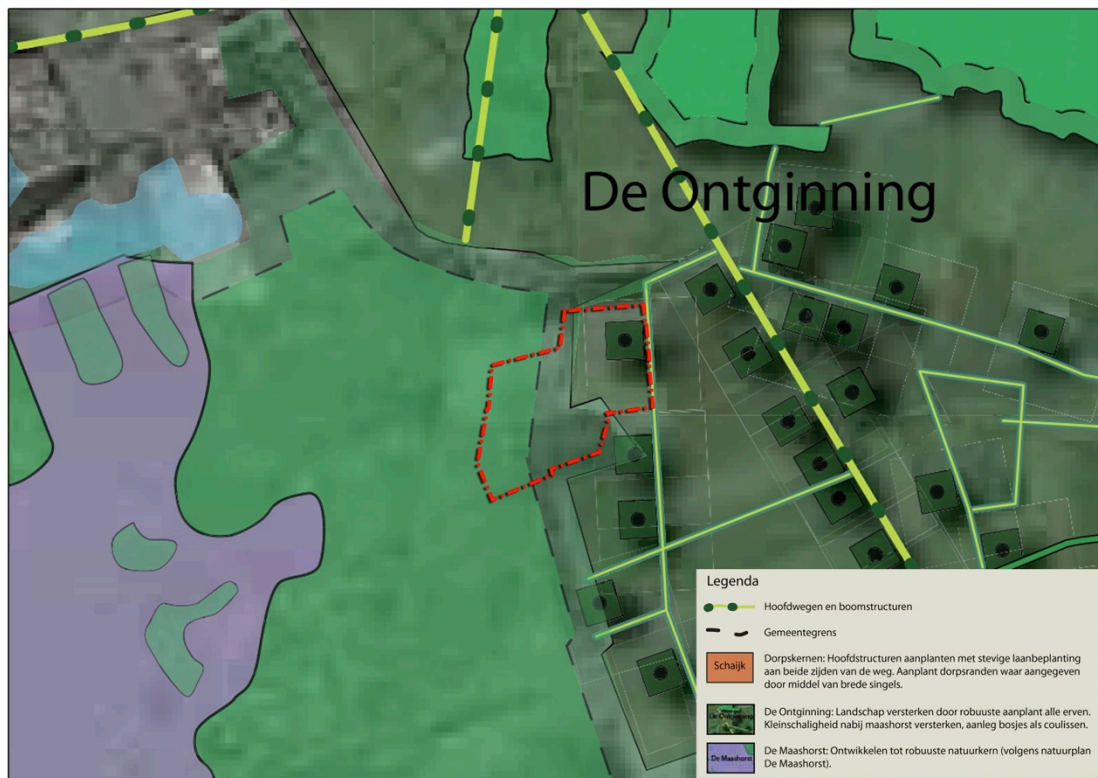 De Ontginning
Legenda
Hoofdwegen en boomstructuren
Gemeentegrens
Schaijk
Dorpskernen: Hoofdstructuren aanplanten met stevige laanbeplanting
aan beide zijden van de weg. Aanplant dorpsranden waar aangegeven
door middel van brede singels.
De Ontginning
De Ontginning: Landschap versterken door robuuste aanplant alle erven.
Kleinschaligheid nabij maashorst versterken, aanleg bosjes als coulissen.
De Maashorst
De Maashorst: Ontwikkelen tot robuuste natuurkern (volgens natuurplan
De Maashorst).